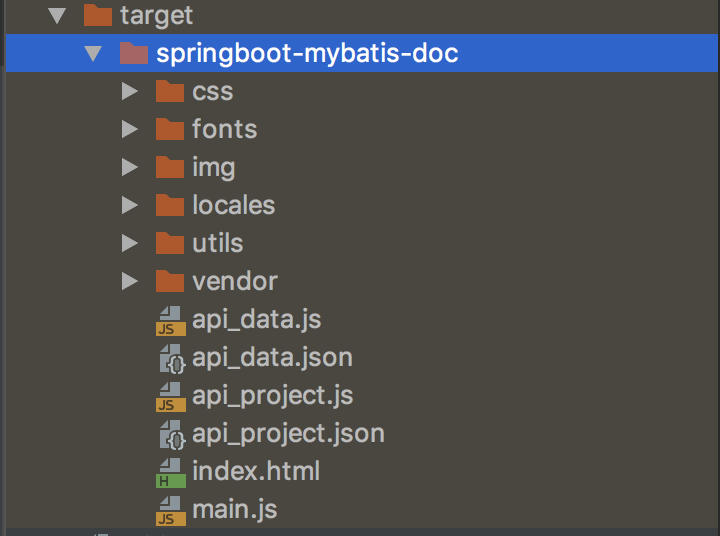 target
springboot-mybatis-doc
css
fonts
img
locales
utils
vendor
JS api_data.js
{} api_data.json
JS api_project.js
{} api_project.json
H index.html
JS main.js